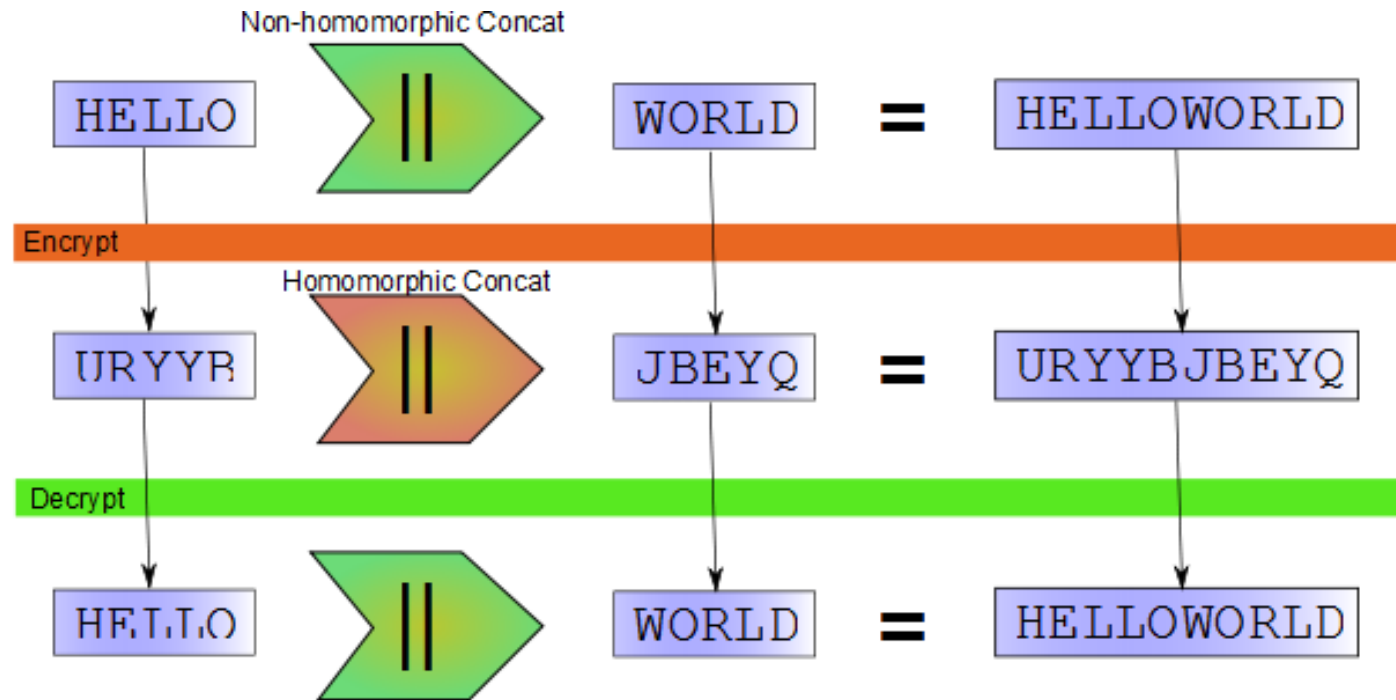 Non-homomorphic Concat
HELLO || WORLD = HELLOWORLD
Encrypt
Homomorphic Concat
URYYB || JBEYQ = URYYBJBEYQ
Decrypt
HELLO || WORLD = HELLOWORLD